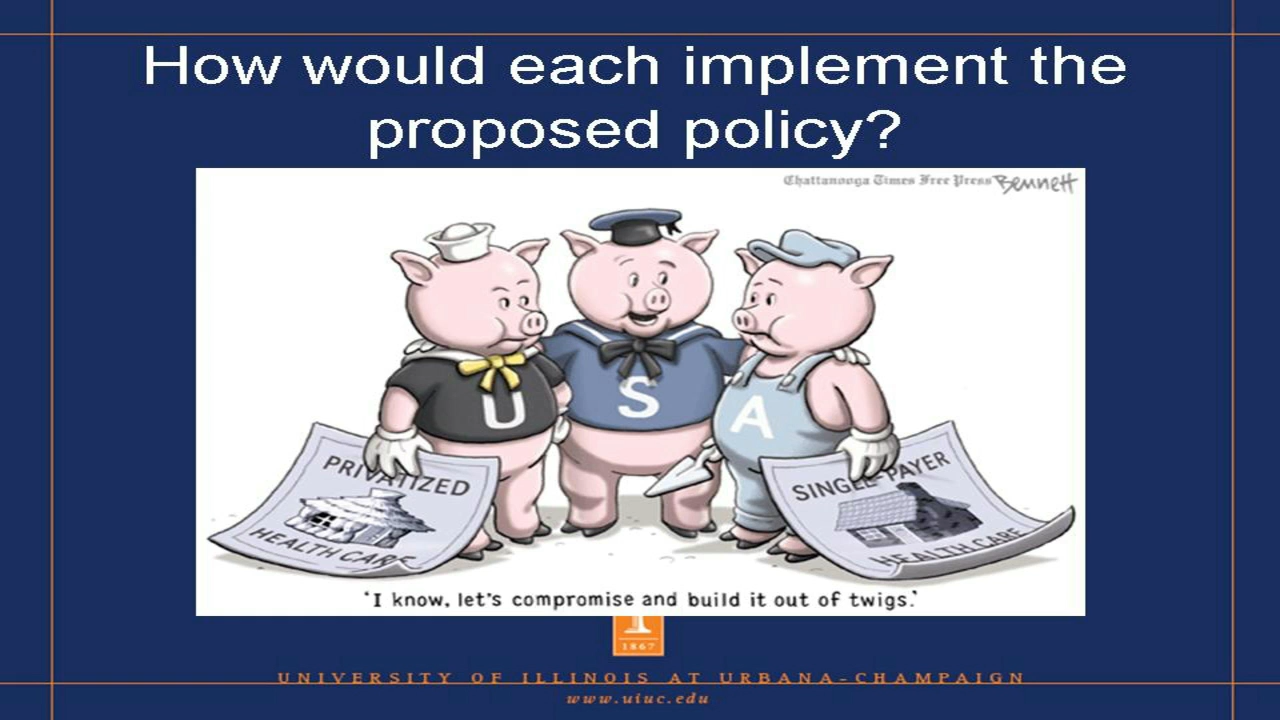 How would each implement the
proposed policy?
Chattanooga Times Free Press Bennett
U
S
A
PRIVATIZED
HEALTH CARE
SINGLE-PAYER
HEALTH CARE
'I know, let's compromise and build it out of twigs.'
I
1867
UNIVERSITY OF ILLINOIS AT URBANA-CHAMPAIGN
www.uiuc.edu